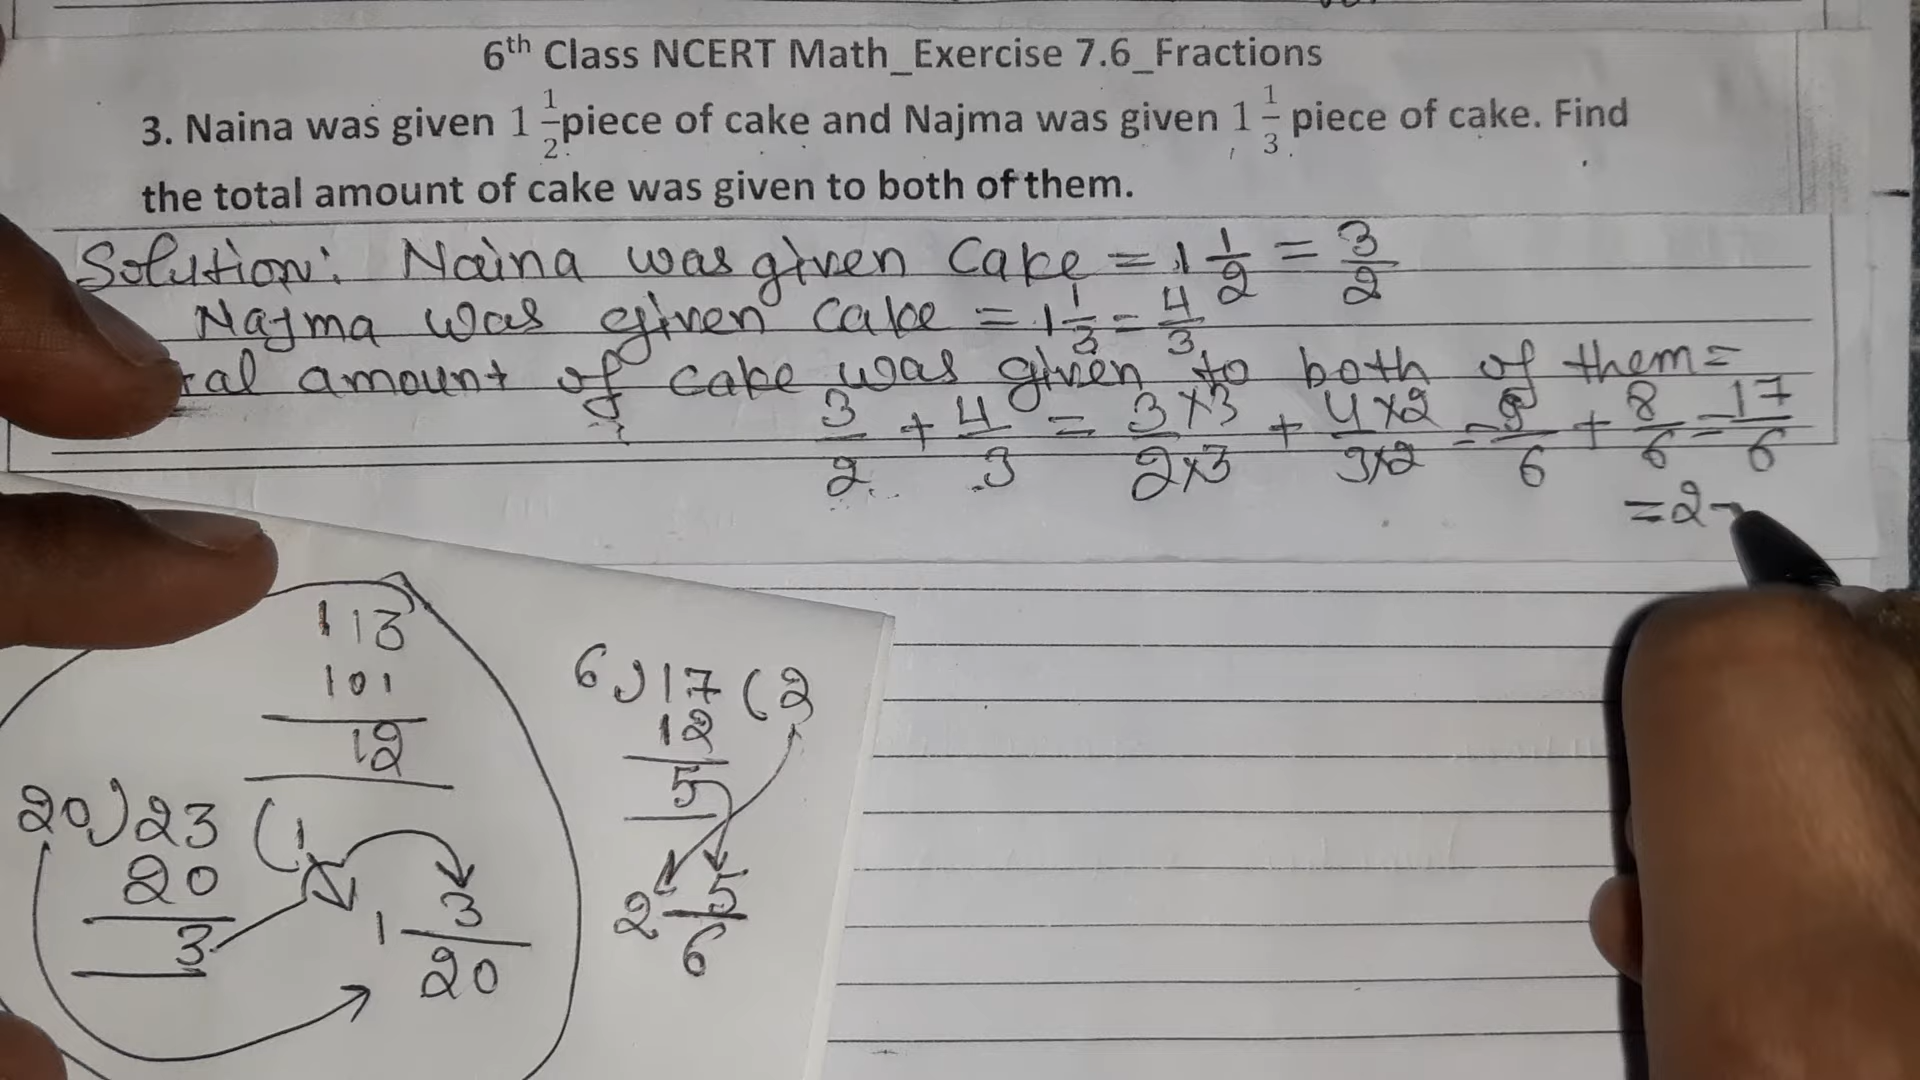 6th Class NCERT Math_Exercise 7.6_Fractions
3. Naina was given 1 1/2 piece of cake and Najma was given 1 1/3 piece of cake. Find
the total amount of cake was given to both of them.
Solution: Naina was given cake = 1 1/2 = 3/2
Najma was given cake = 1 1/3 = 4/3
amount of cake was given to both of them =
3/2 + 4/3 = 3×3/2×3 + 4×2/3×2 = 9/6 + 8/6 = 17/6
= 2
113
101
12
20)23(1
20
3
1 3/20
6)17(2
12
5
2 5/6